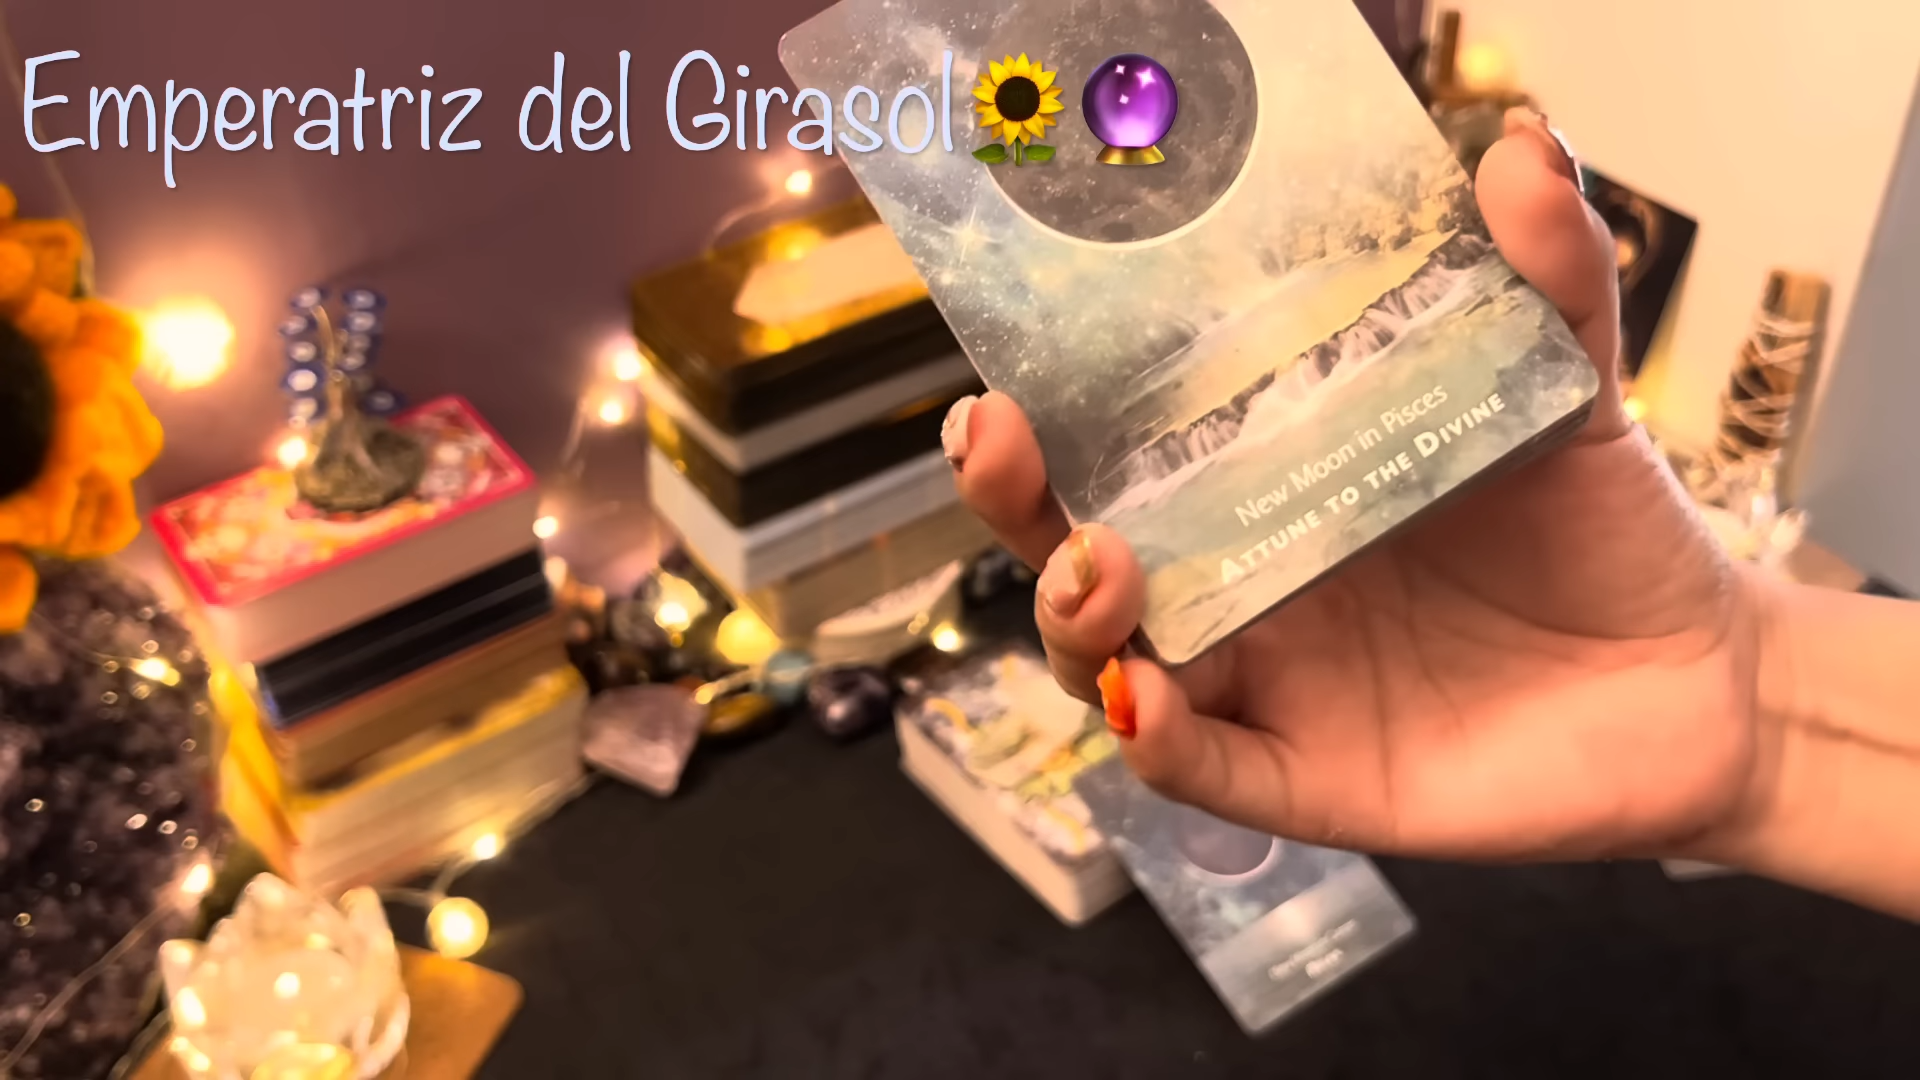 Emperatriz del Girasol🌻🔮
New Moon in Pisces
ATTUNE TO THE DIVINE